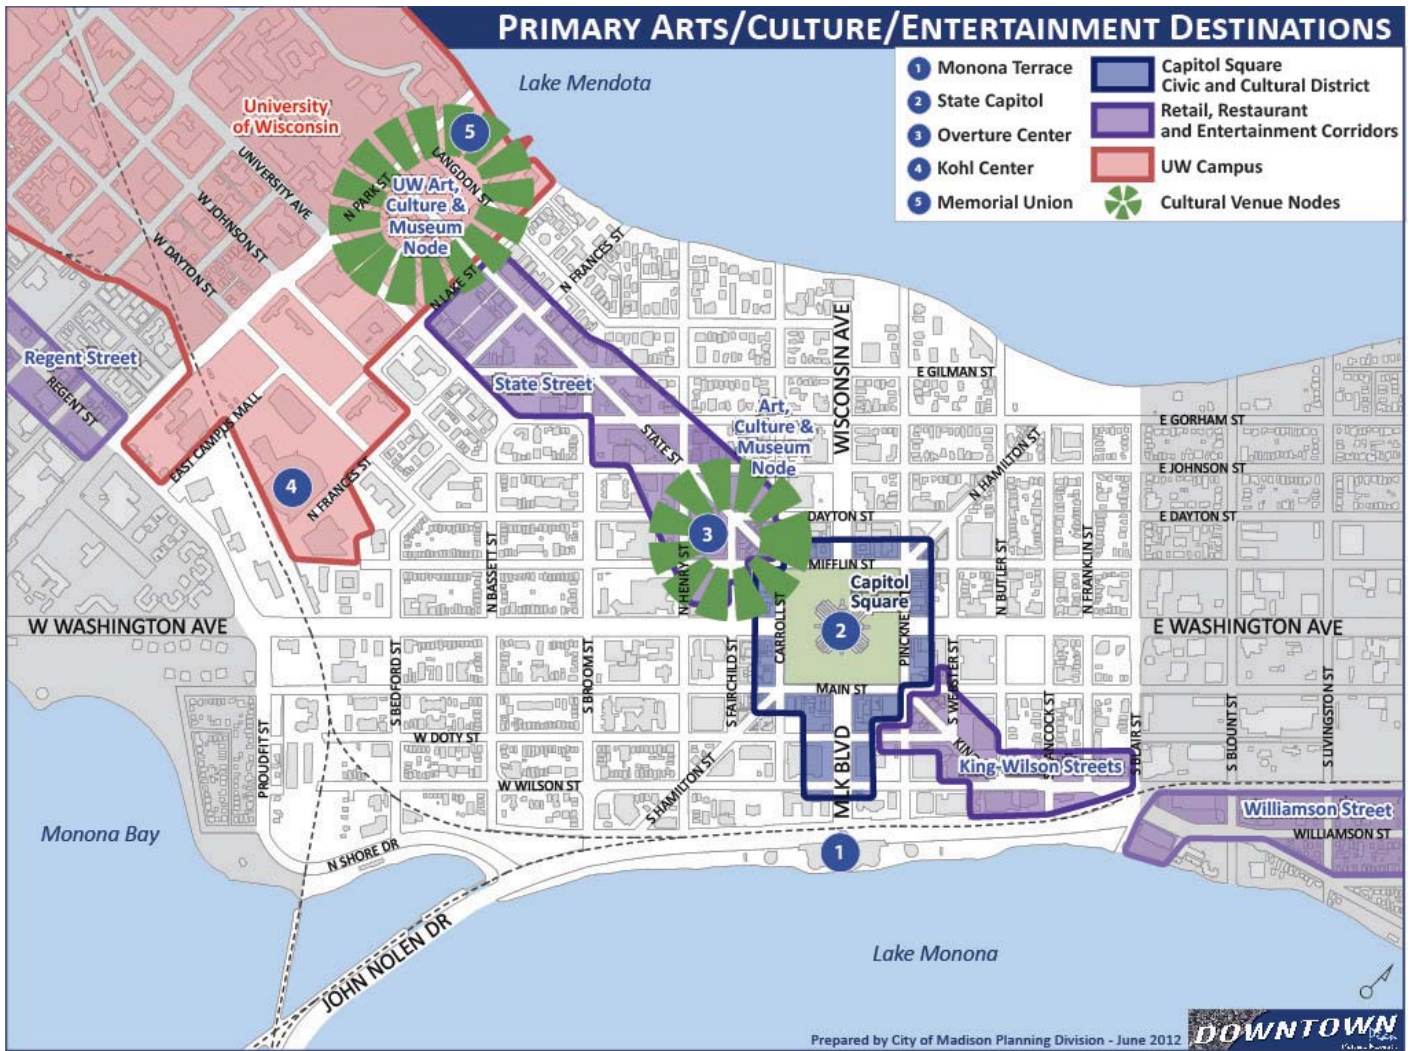 PRIMARY ARTS/CULTURE/ENTERTAINMENT DESTINATIONS
1 Monona Terrace
2 State Capitol
3 Overture Center
4 Kohl Center
5 Memorial Union
Capitol Square
Civic and Cultural District
Retail, Restaurant
and Entertainment Corridors
UW Campus
Cultural Venue Nodes
Lake Mendota
University
of Wisconsin
5
UNIVERSITY AVE
LANGDON ST
N PARK ST
UW Art,
Culture &
Museum
Node
W JOHNSON ST
W DAYTON ST
N LAKE ST
N FRANCES ST
WISCONSIN AVE
Regent Street
REGENT ST
State Street
E GILMAN ST
EAST CAMPUS MALL
Art,
Culture &
Museum
Node
STATE ST
E GORHAM ST
N HAMILTON ST
E JOHNSON ST
4
N FRANCES ST
3
DAYTON ST
E DAYTON ST
N BASSETT ST
N HENRY ST
MIFFLIN ST
Capitol
Square
N BUTLER ST
N FRANKLIN ST
W WASHINGTON AVE
CARROLL ST
2
E WASHINGTON AVE
S BEDFORD ST
S BROOM ST
S FAIRCHILD ST
MAIN ST
S WEBSTER ST
PROUDFIT ST
W DOTY ST
MLK BLVD
S BLAIR ST
S BLOUNT ST
S LIVINGSTON ST
King-Wilson Streets
W WILSON ST
S HAMILTON ST
Williamson Street
WILLIAMSON ST
Monona Bay
N SHORE DR
1
JOHN NOLEN DR
Lake Monona
Prepared by City of Madison Planning Division - June 2012
DOWNTOWN